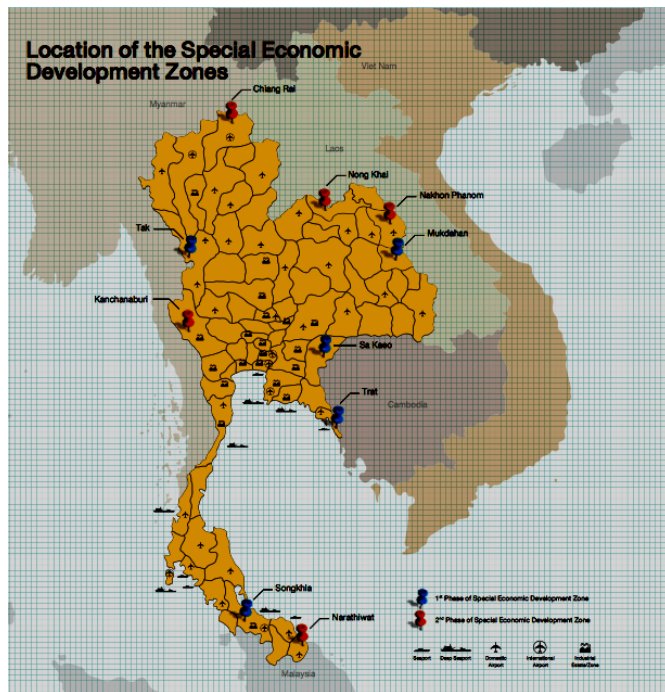 Location of the Special Economic
Development Zones
Viet Nam
Chiang Rai
Myanmar
Laos
Nong Khai
Nakhon Phanom
Tak
Mukdahan
Kanchanaburi
Sa Kaeo
Trat
Cambodia
Songkhla
1st Phase of Special Economic Development Zone
Narathiwat
2nd Phase of Special Economic Development Zone
Seaport
Deep Seaport
Domestic
Airport
International
Airport
Industrial
Estate/Zone
Malaysia